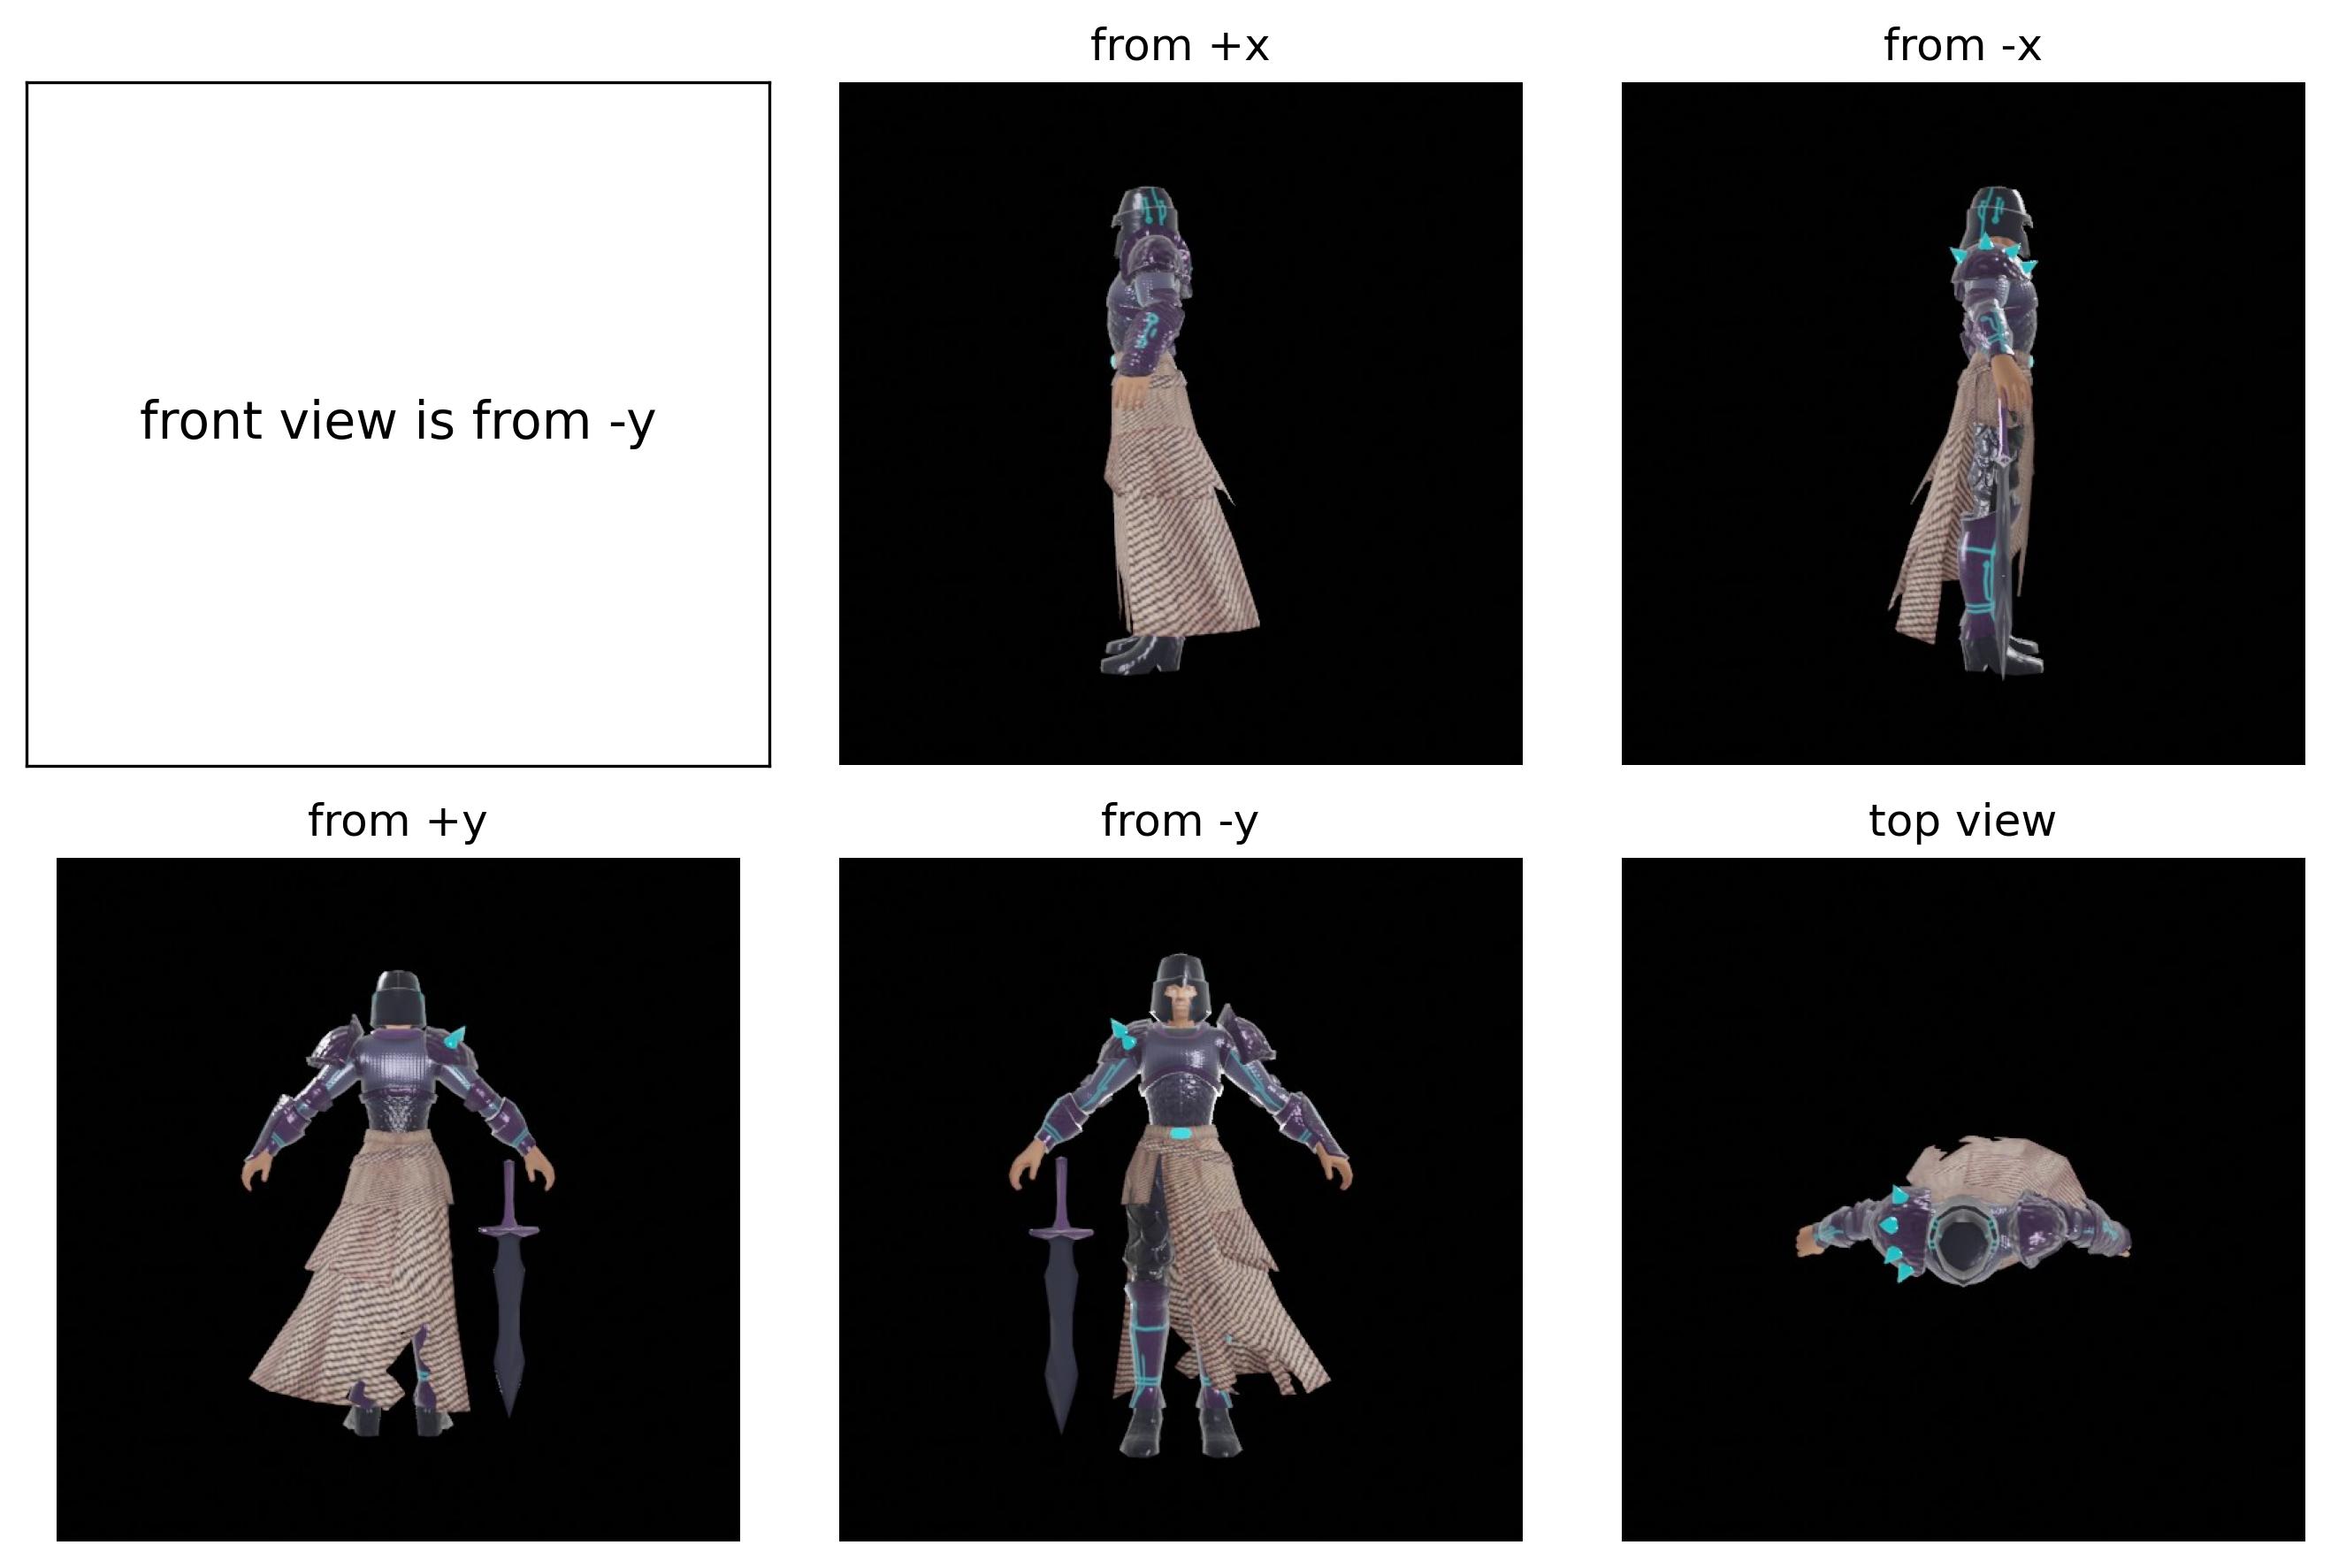 from +x
from -x
front view is from -y
from +y
from -y
top view